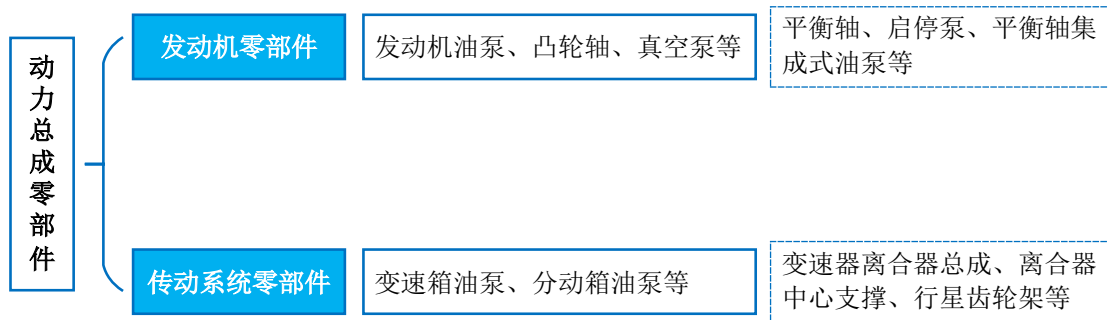 动力总成零部件
发动机零部件
发动机油泵、凸轮轴、真空泵等
平衡轴、启停泵、平衡轴集
成式油泵等
传动系统零部件
变速箱油泵、分动箱油泵等
变速器离合器总成、离合器
中心支撑、行星齿轮架等